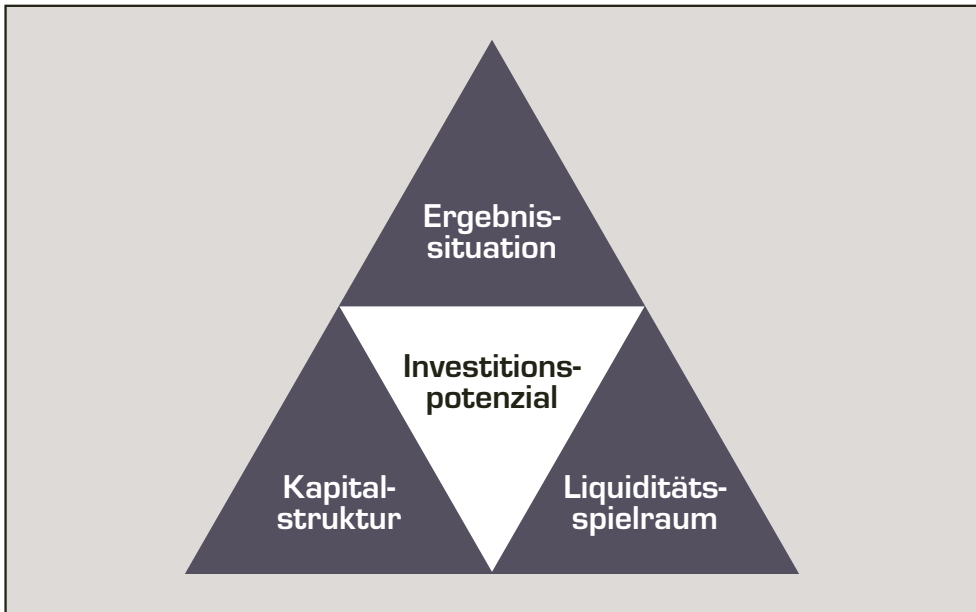 Ergebnis-
situation
Investitions-
potenzial
Kapital-
struktur
Liquiditäts-
spielraum